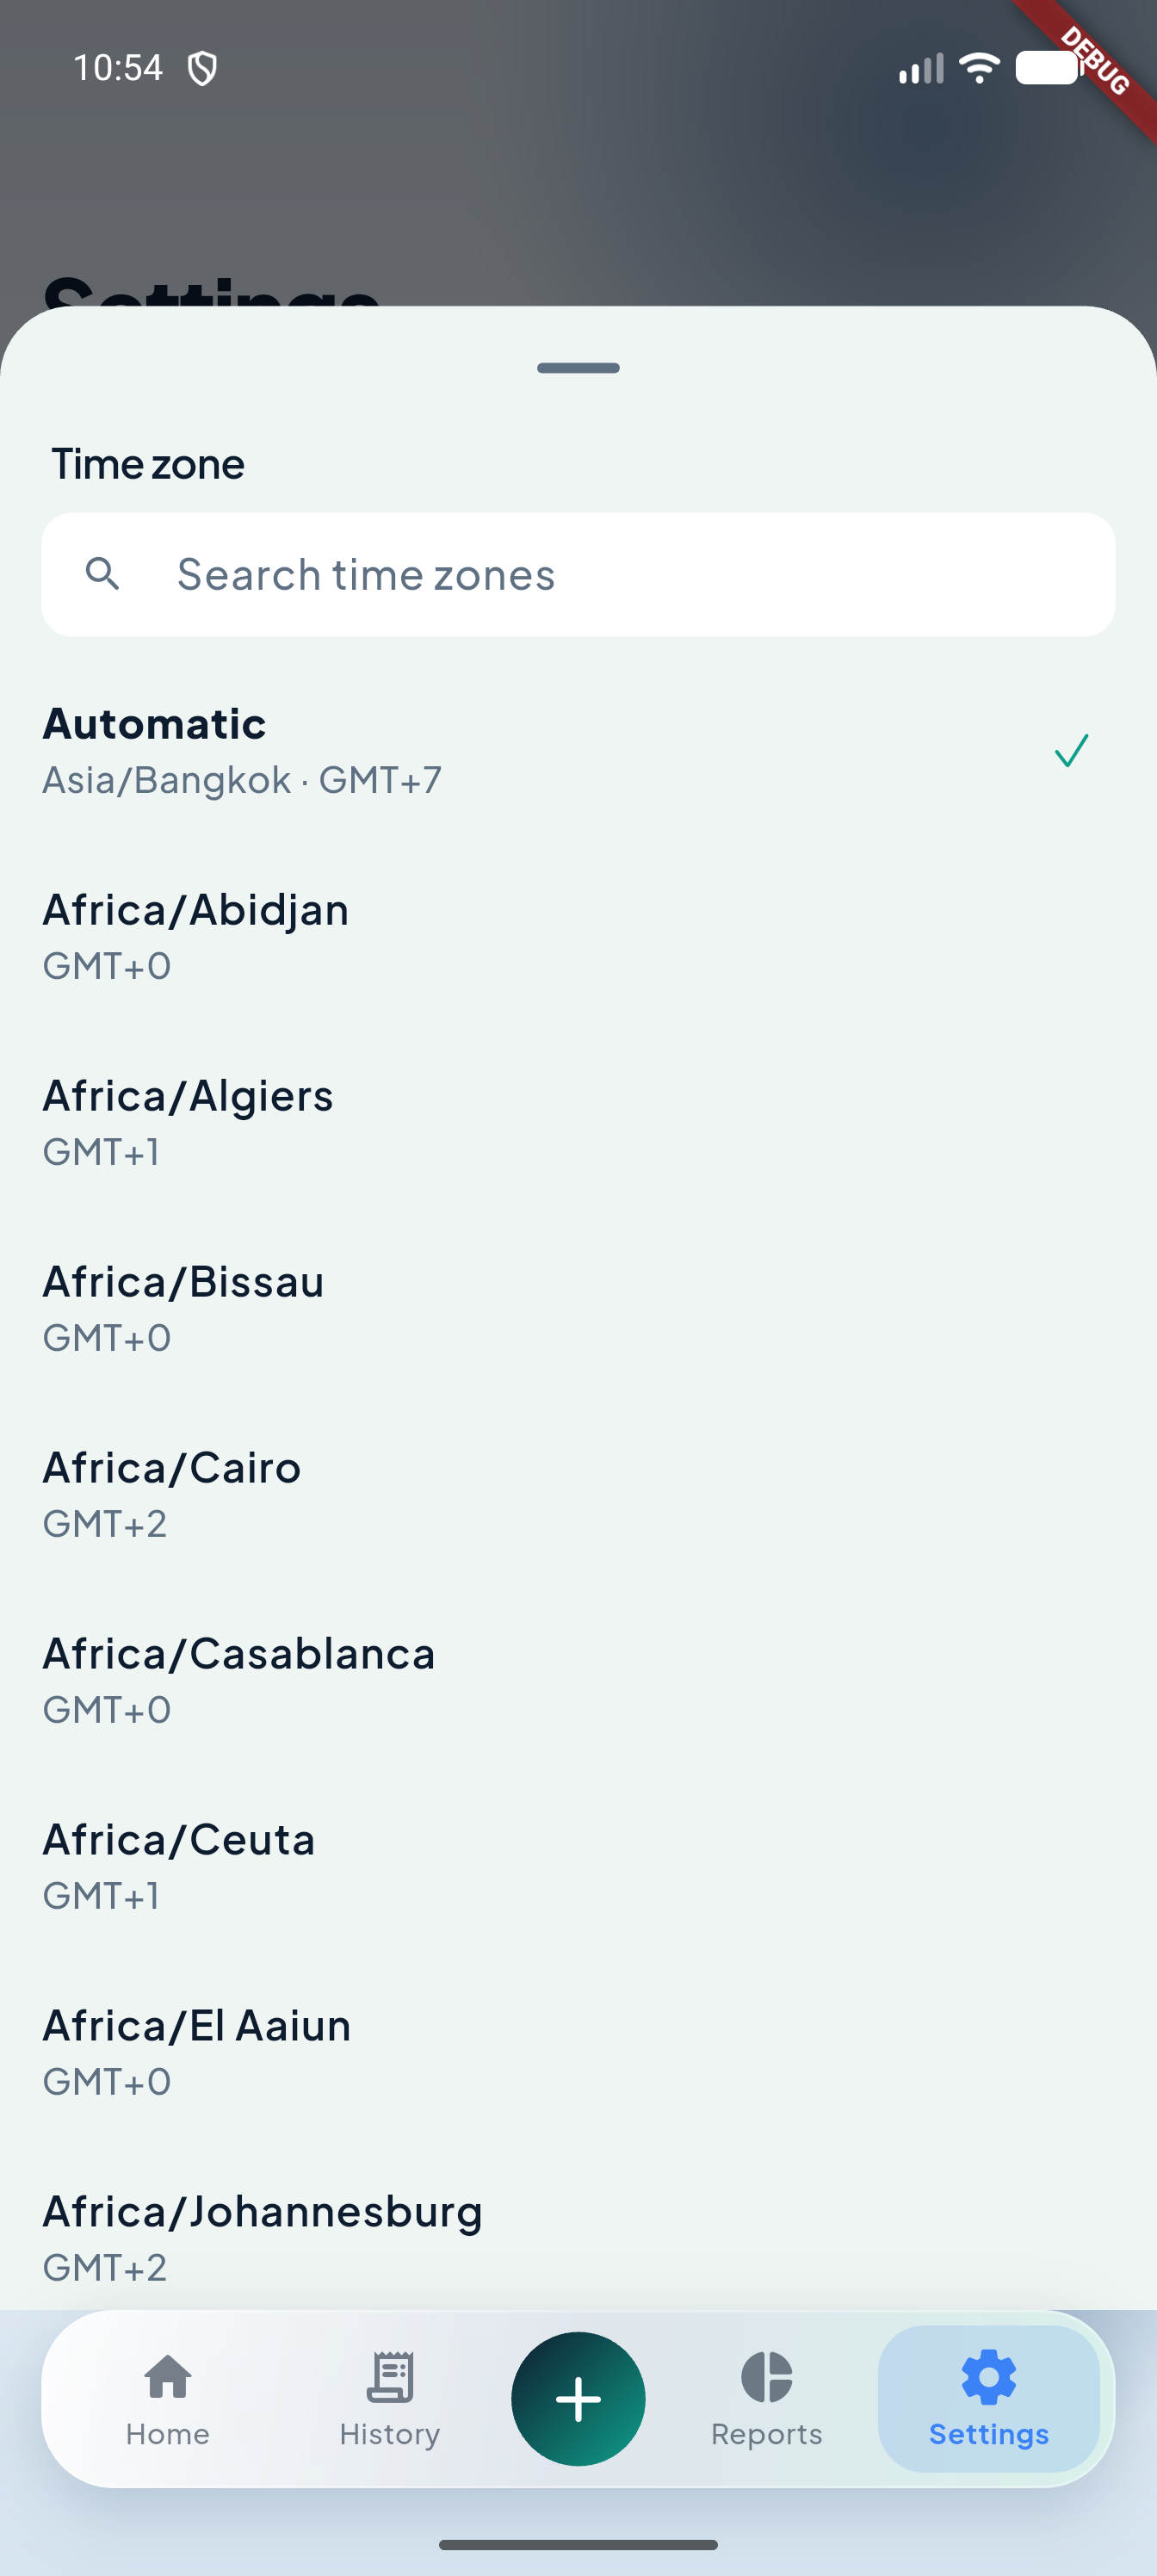 10:54
DEBUG
Settings
Time zone
Search time zones
Automatic
Asia/Bangkok · GMT+7
Africa/Abidjan
GMT+0
Africa/Algiers
GMT+1
Africa/Bissau
GMT+0
Africa/Cairo
GMT+2
Africa/Casablanca
GMT+0
Africa/Ceuta
GMT+1
Africa/El Aaiun
GMT+0
Africa/Johannesburg
GMT+2
Home
History
Reports
Settings